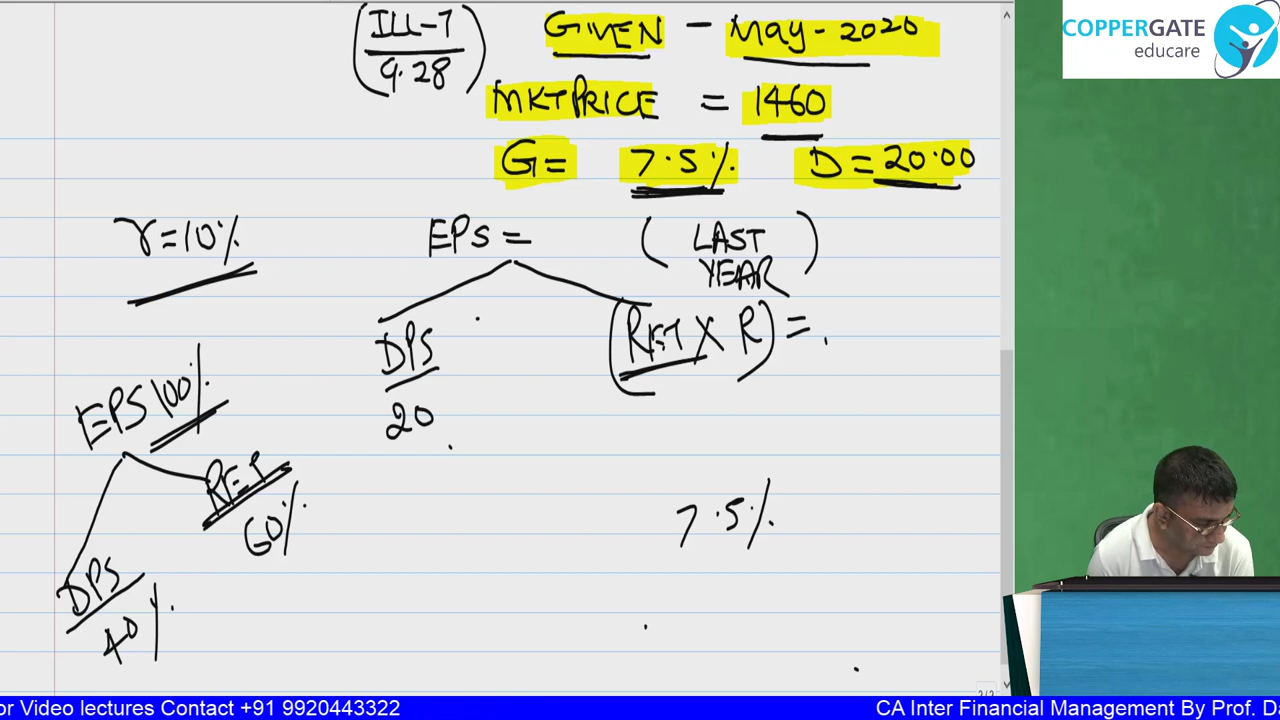 (ILL-7
9.28)
GIVEN - May-2020
MKT PRICE = 1460
G= 7.5% D=20.00
r=10%
EPS = (LAST YEAR)
DPS
20
(RET X R) =
EPS 100%
RET
60%
DPS
40%
7.5%
COPPERGATE
educare
or Video lectures Contact +91 9920443322
CA Inter Financial Management By Prof. Da